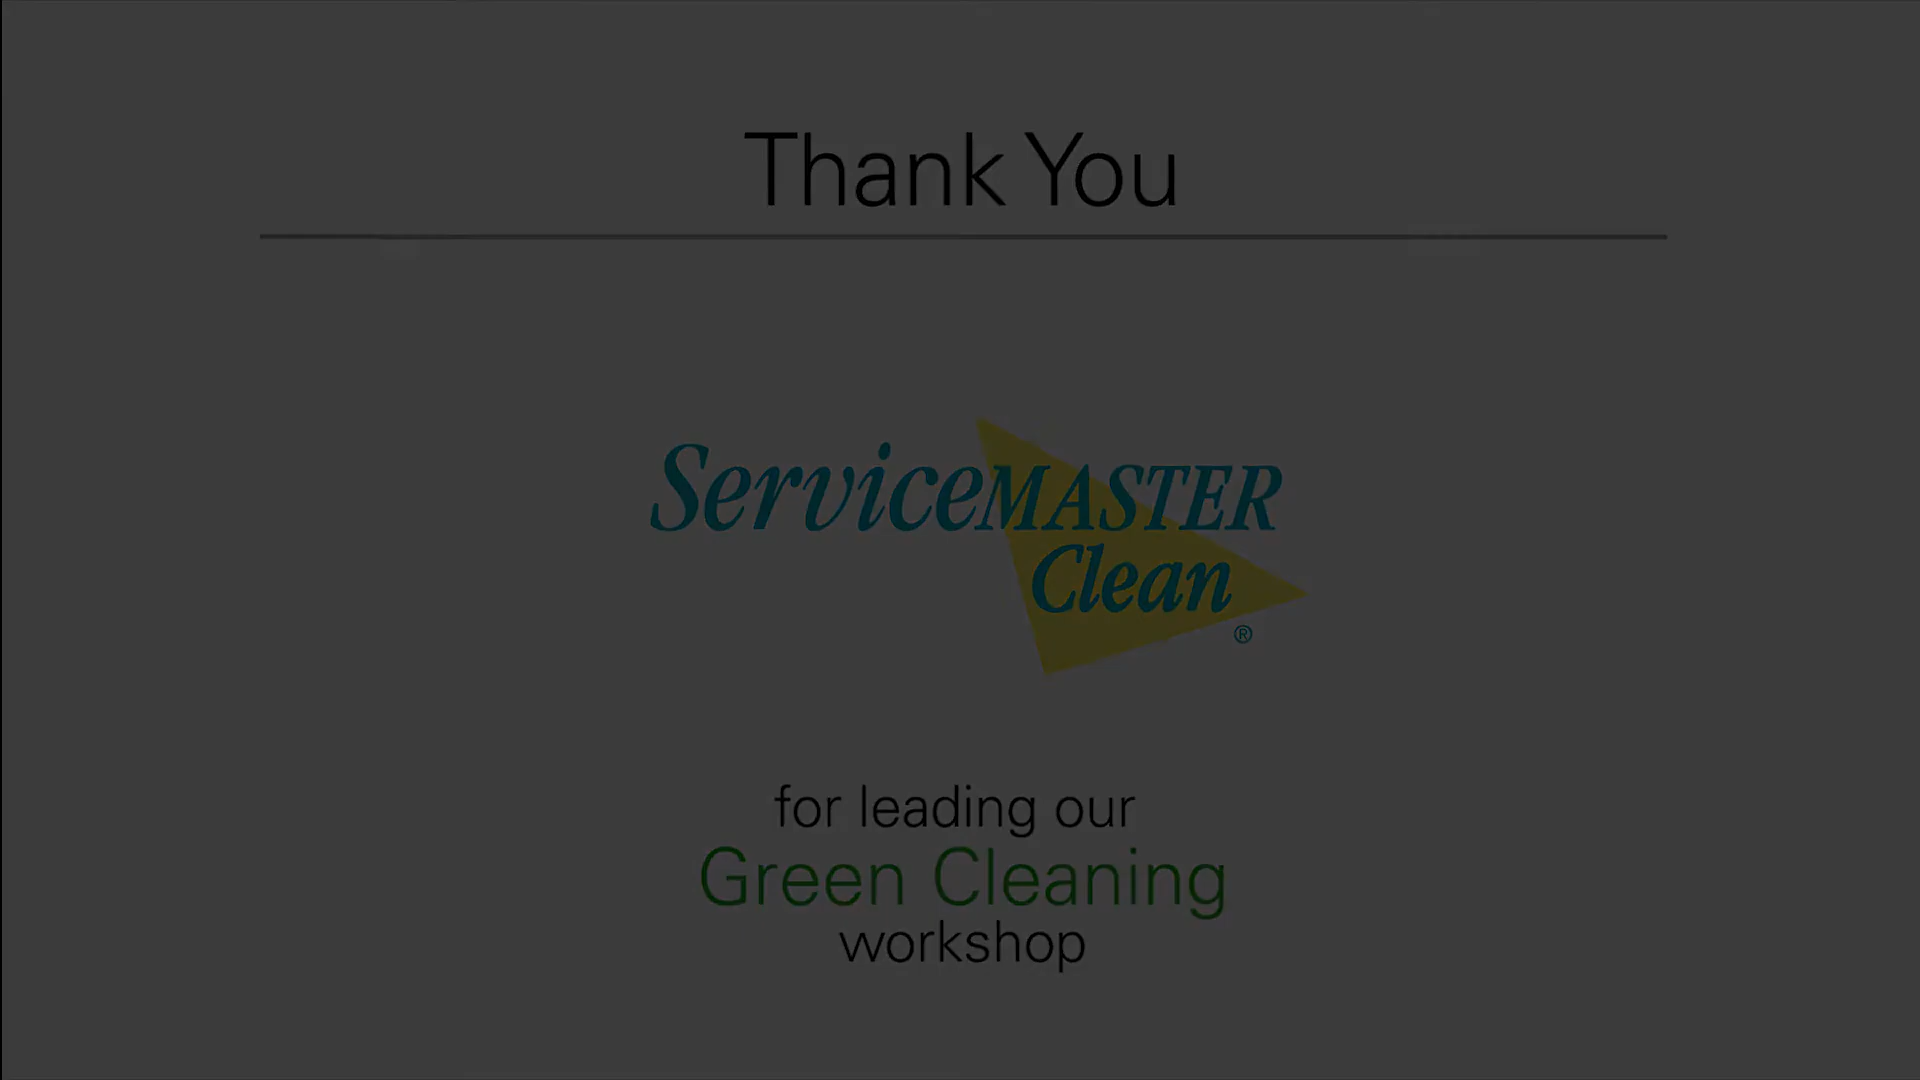 Thank You
ServiceMASTER
Clean
®
for leading our
Green Cleaning
workshop